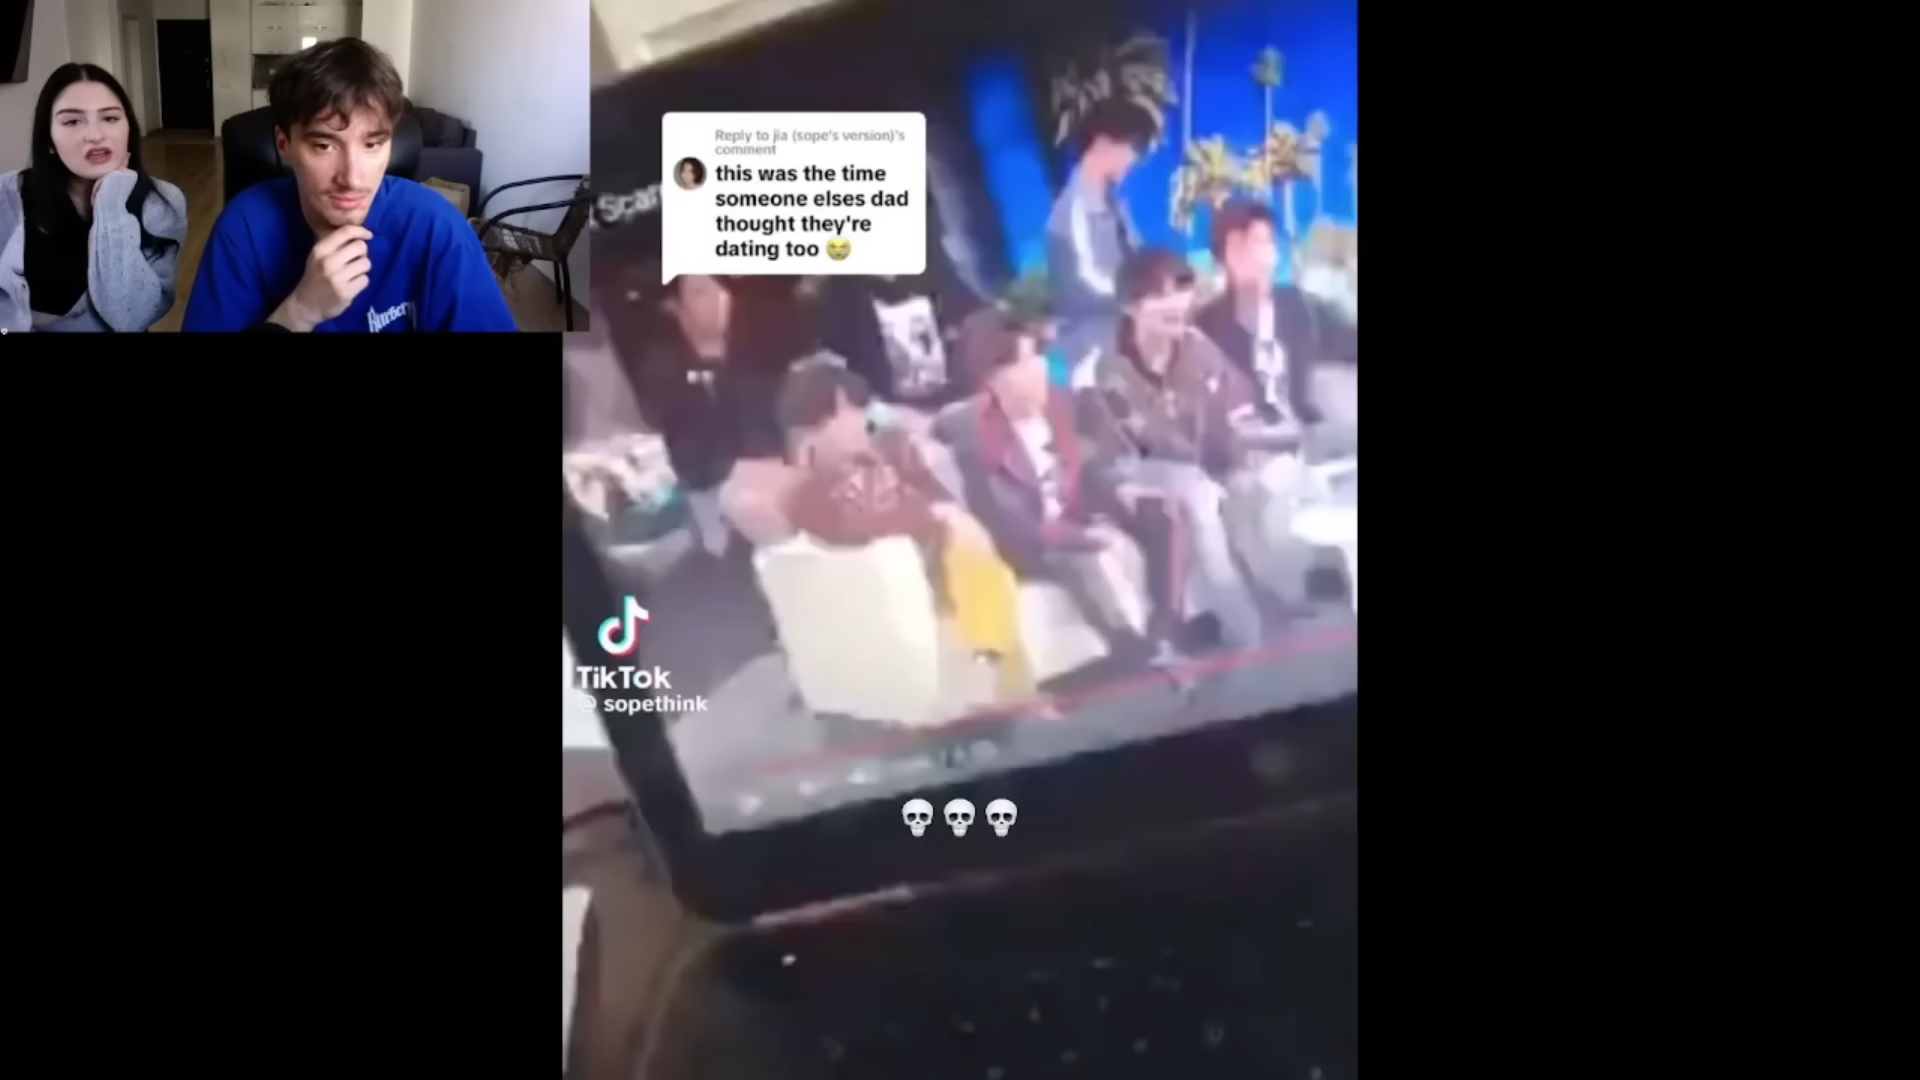 Reply to jia (sope's version)'s
comment
this was the time
someone elses dad
thought they're
dating too 😭
TikTok
@ sopethink
💀💀💀